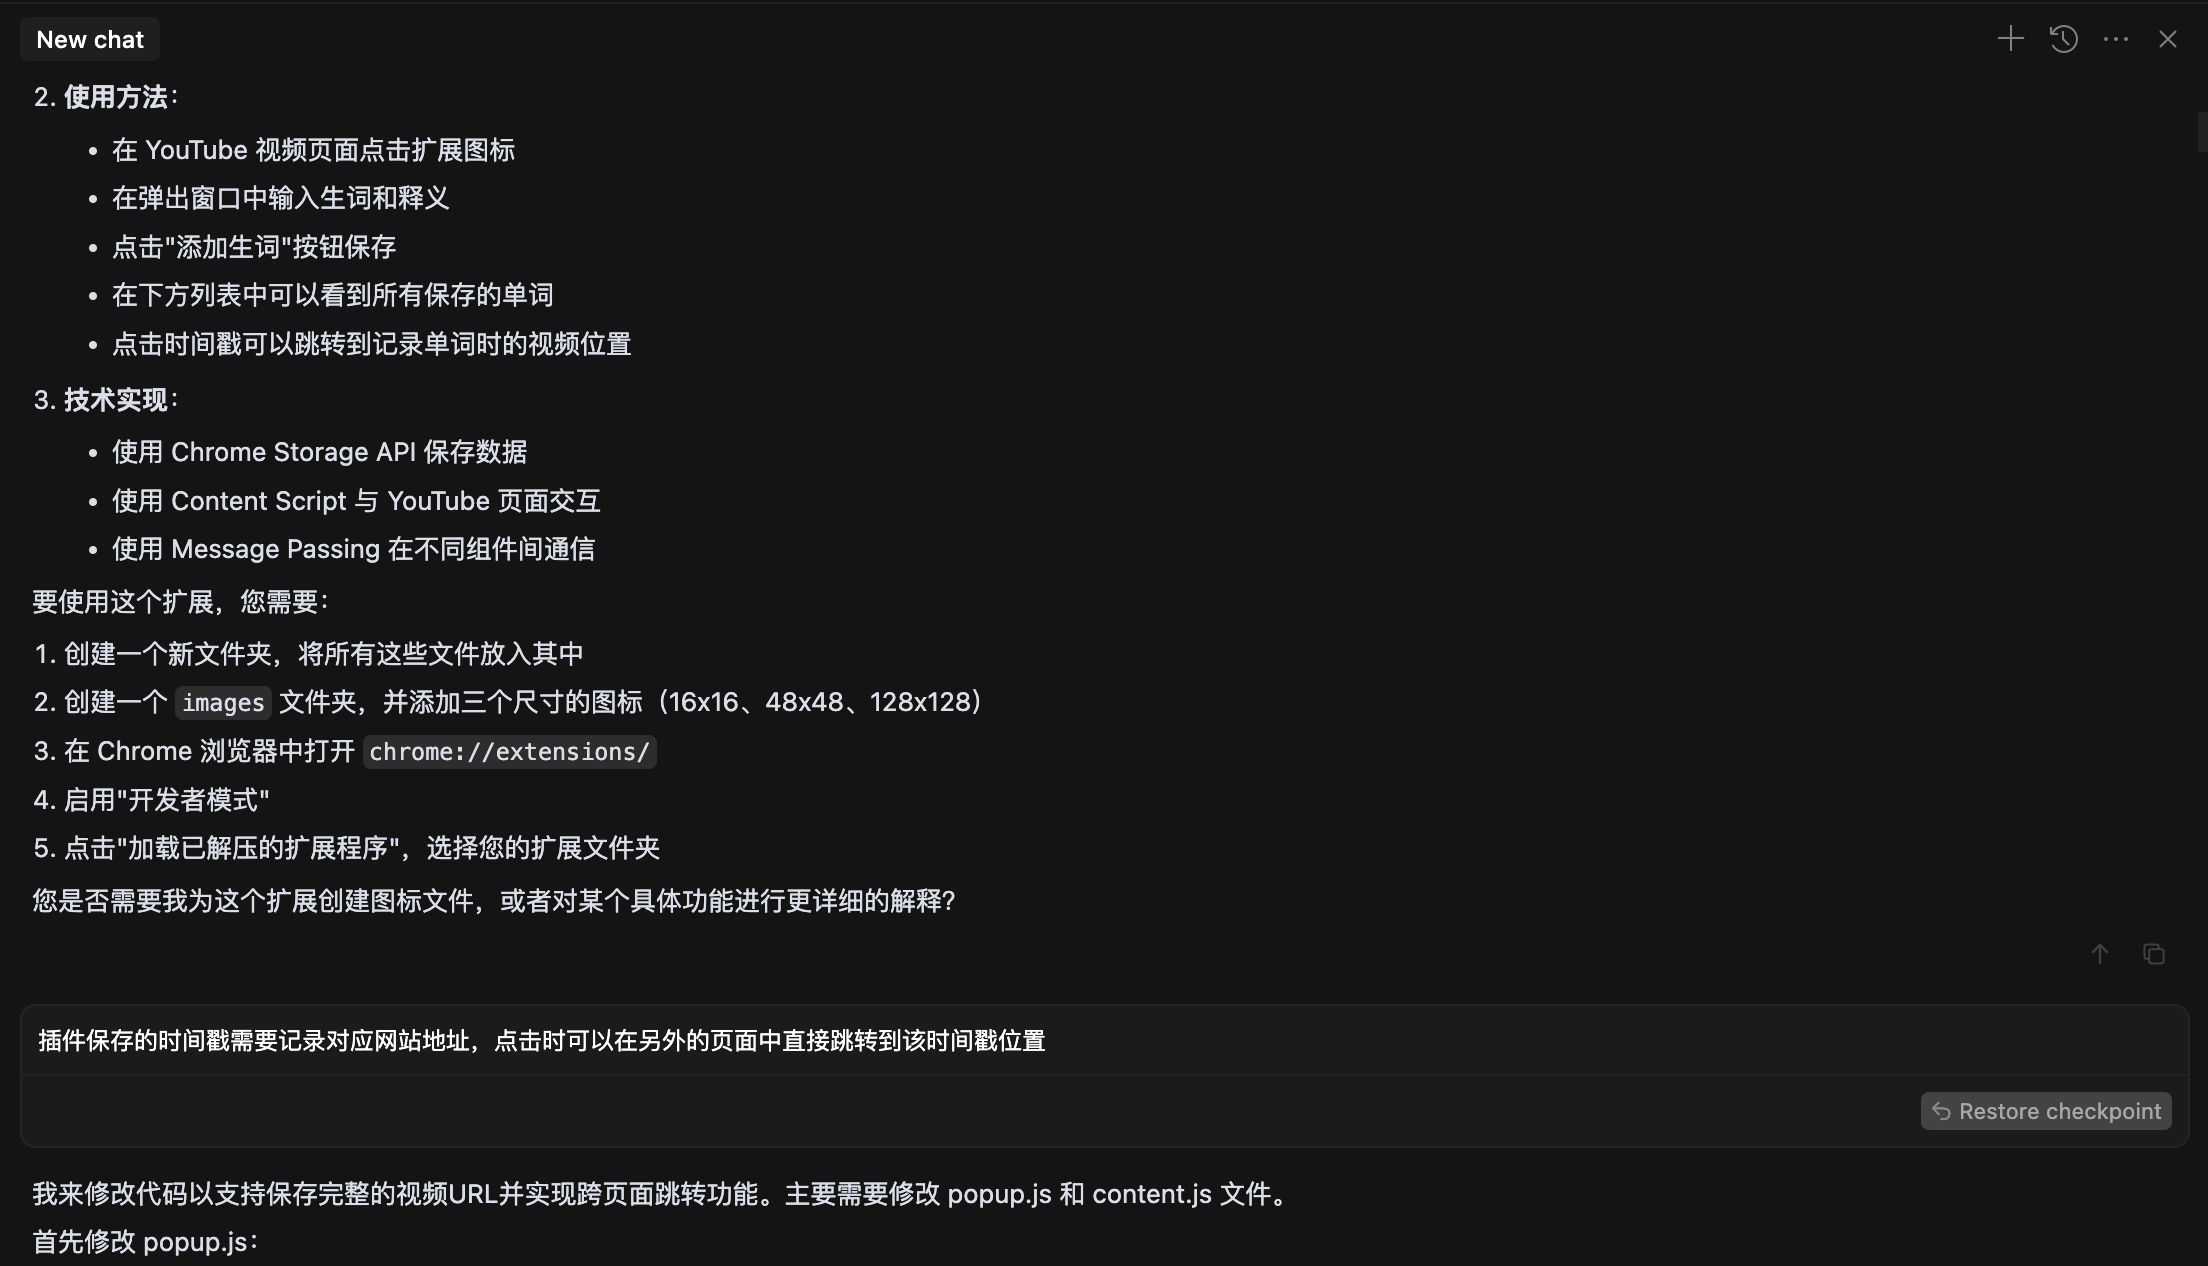 New chat
2. 使用方法：
• 在 YouTube 视频页面点击扩展图标
• 在弹出窗口中输入生词和释义
• 点击"添加生词"按钮保存
• 在下方列表中可以看到所有保存的单词
• 点击时间戳可以跳转到记录单词时的视频位置
3. 技术实现：
• 使用 Chrome Storage API 保存数据
• 使用 Content Script 与 YouTube 页面交互
• 使用 Message Passing 在不同组件间通信
要使用这个扩展，您需要：
1. 创建一个新文件夹，将所有这些文件放入其中
2. 创建一个 images 文件夹，并添加三个尺寸的图标（16x16、48x48、128x128）
3. 在 Chrome 浏览器中打开 chrome://extensions/
4. 启用"开发者模式"
5. 点击"加载已解压的扩展程序"，选择您的扩展文件夹
您是否需要我为这个扩展创建图标文件，或者对某个具体功能进行更详细的解释？
插件保存的时间戳需要记录对应网站地址，点击时可以在另外的页面中直接跳转到该时间戳位置
Restore checkpoint
我来修改代码以支持保存完整的视频URL并实现跨页面跳转功能。主要需要修改 popup.js 和 content.js 文件。
首先修改 popup.js：